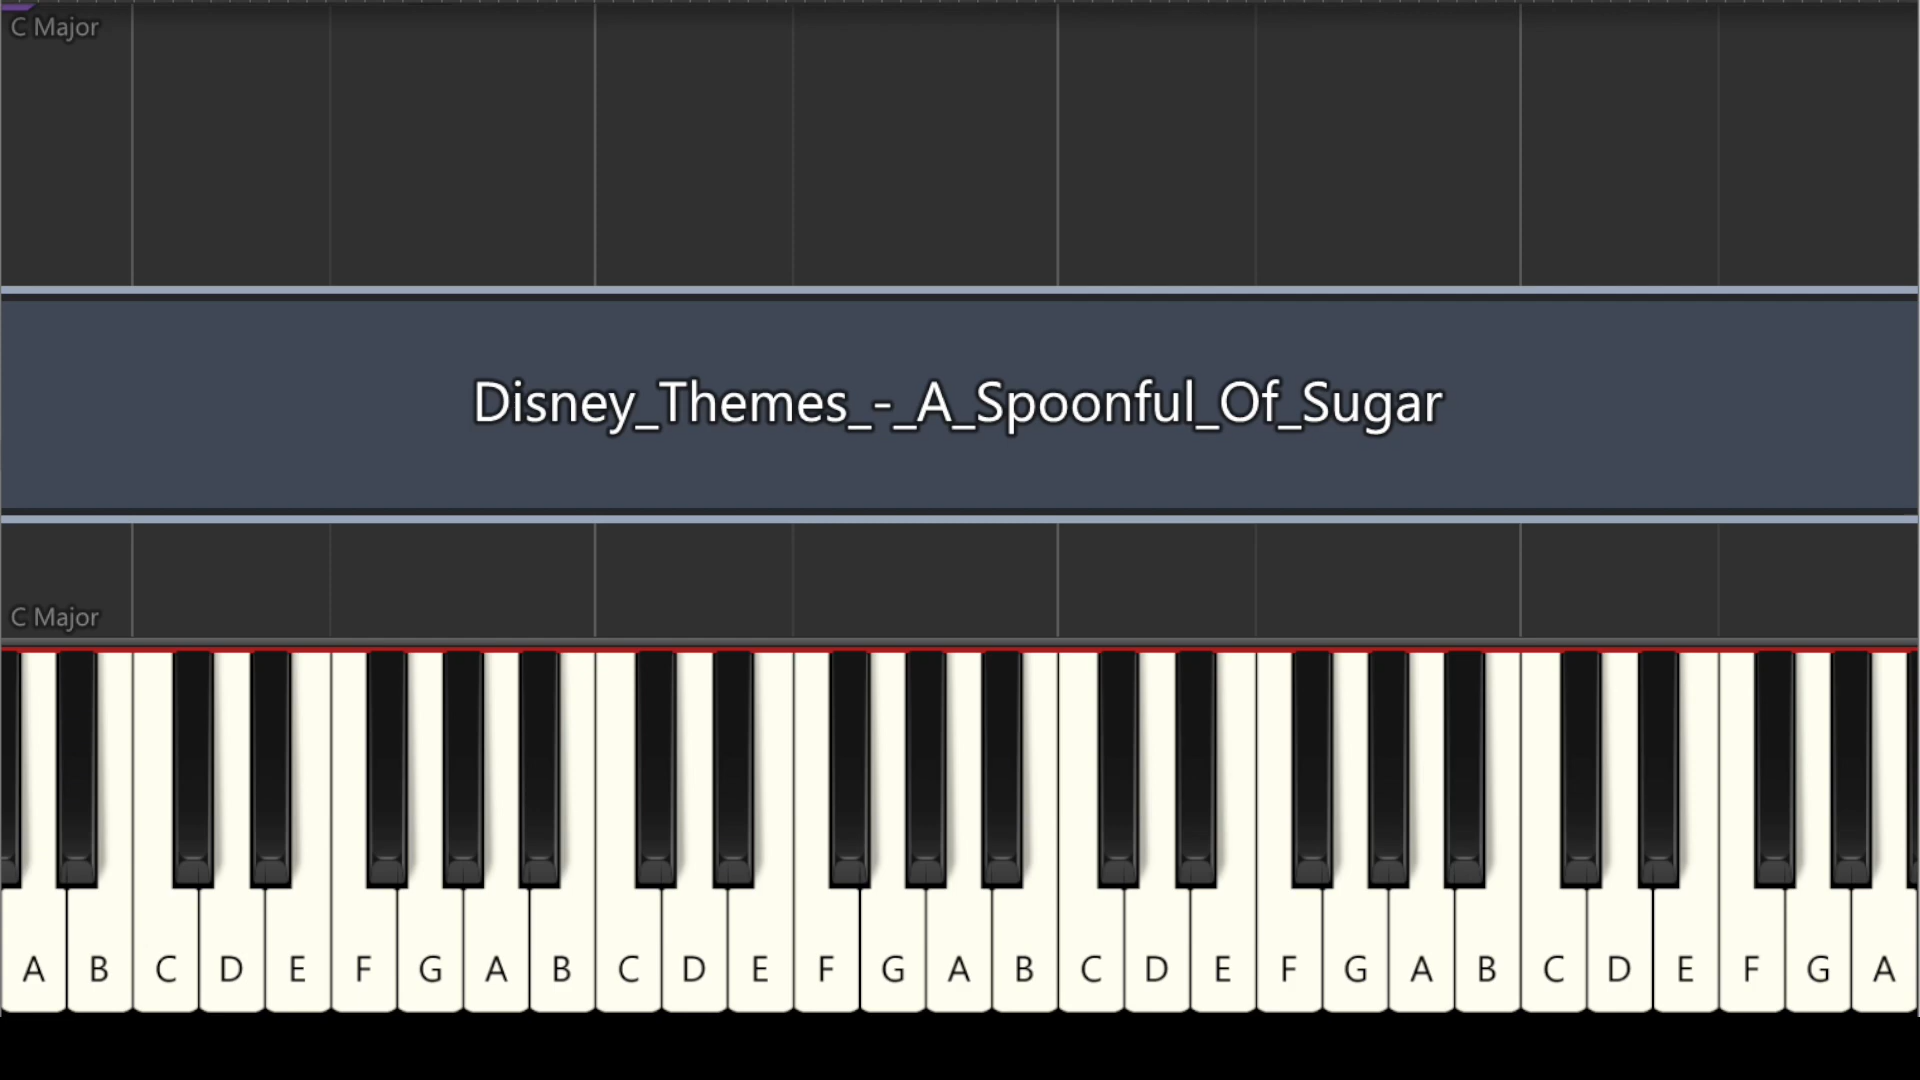 C Major
Disney_Themes_-_A_Spoonful_Of_Sugar
C Major
A B C D E F G A B C D E F G A B C D E F G A B C D E F G A